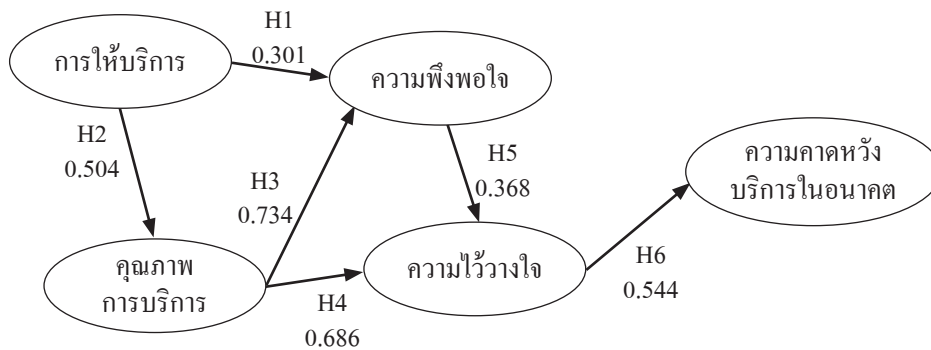 H1
0.301
การให้บริการ
ความพึงพอใจ
H2
0.504
H3
0.734
H5
0.368
ความคาดหวัง
บริการในอนาคต
คุณภาพ
การบริการ
ความไว้วางใจ
H4
0.686
H6
0.544